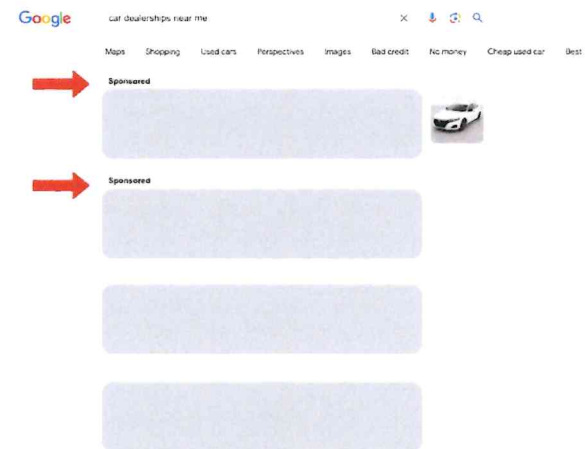 Google
car dealerships near me
Maps Shopping Used cars Perspectives Images Bad credit No money Cheap used car Best
Sponsored
Sponsored